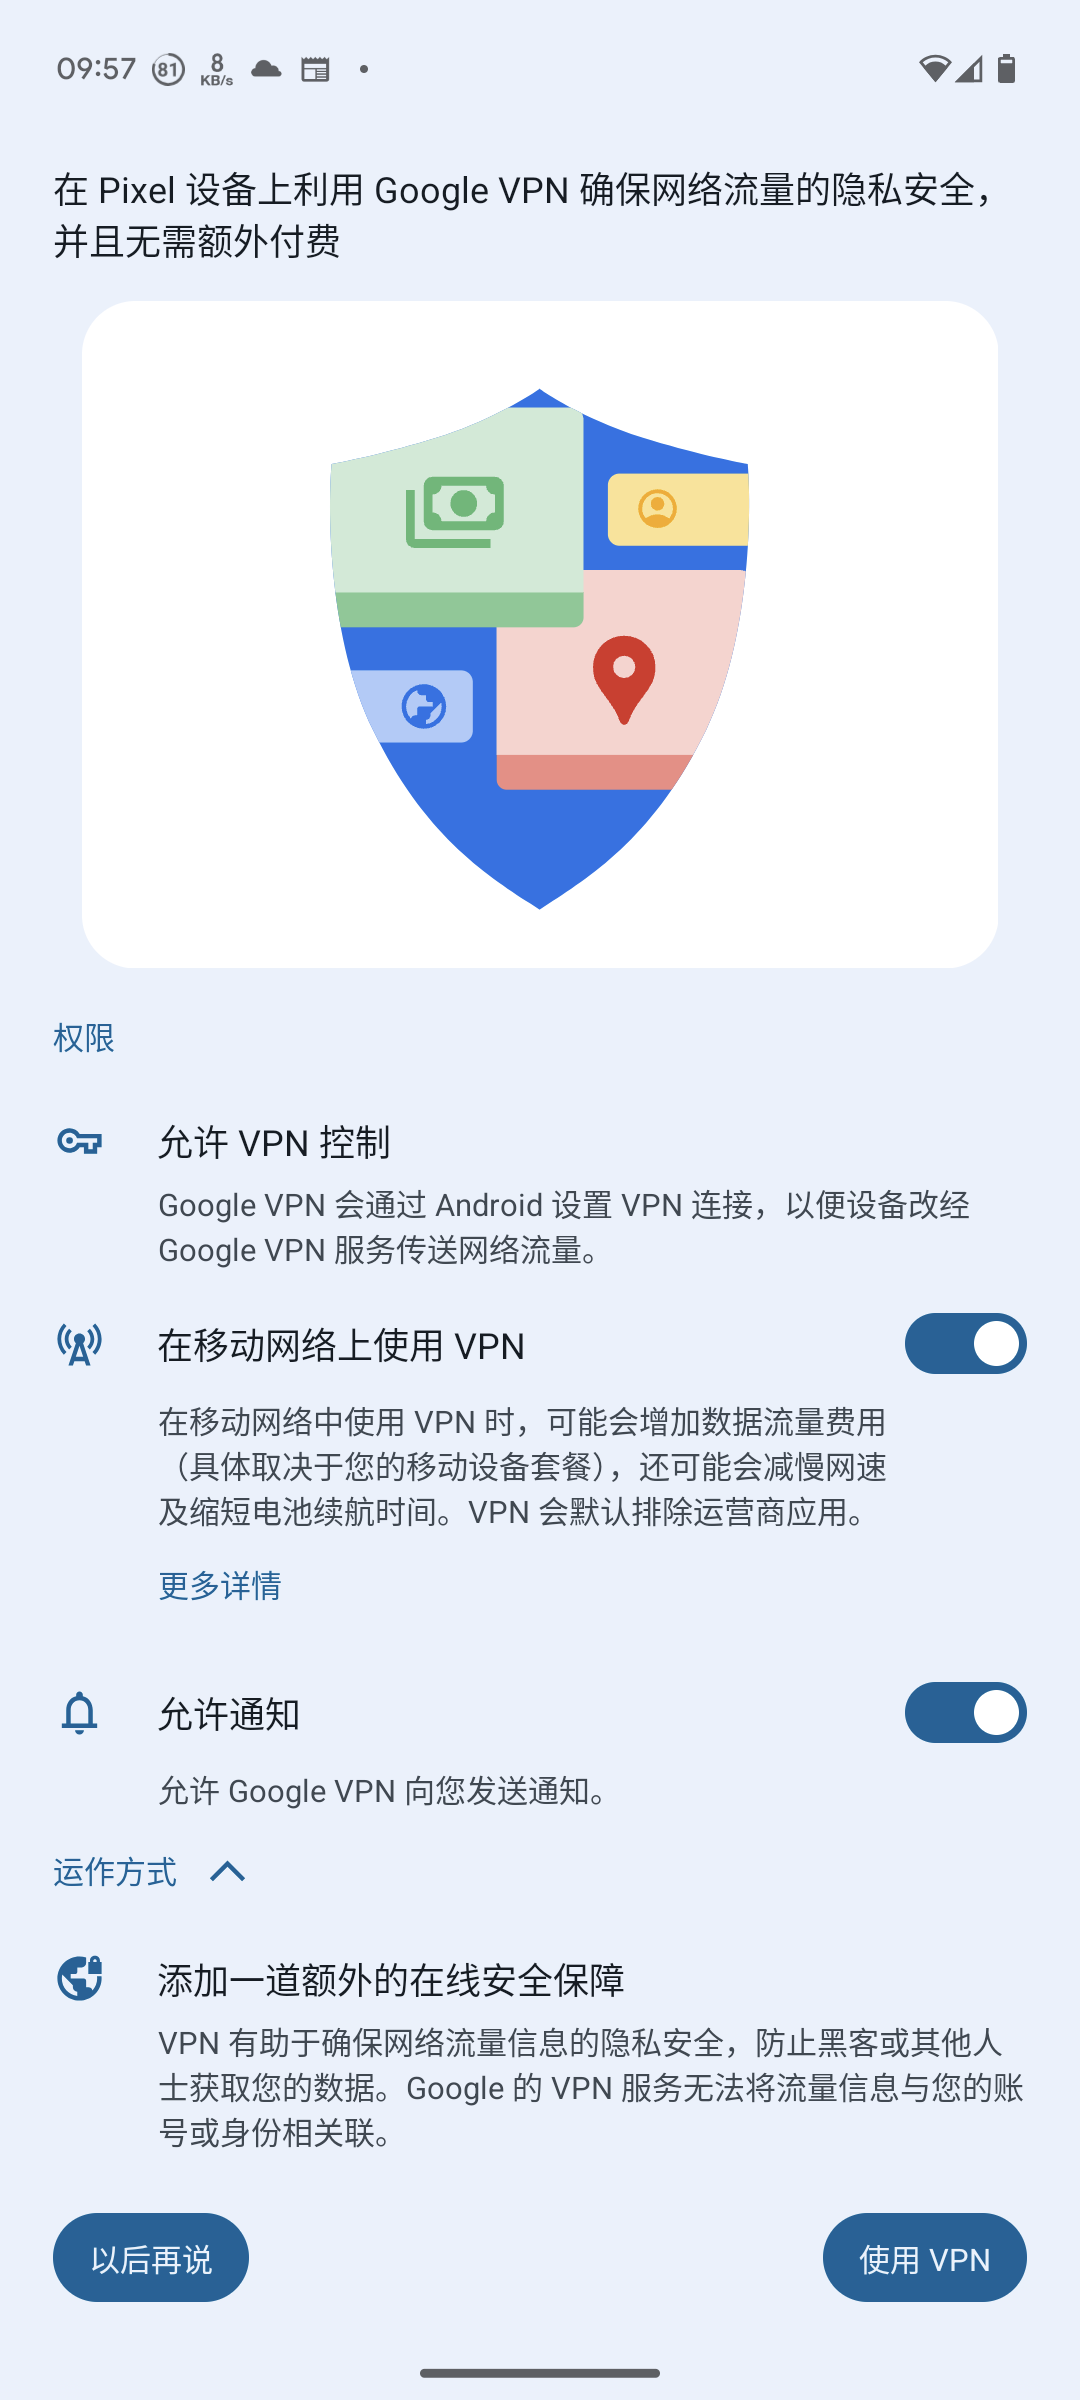 09:57
81
8
KB/s
在 Pixel 设备上利用 Google VPN 确保网络流量的隐私安全，
并且无需额外付费
权限
允许 VPN 控制
Google VPN 会通过 Android 设置 VPN 连接，以便设备改经
Google VPN 服务传送网络流量。
在移动网络上使用 VPN
在移动网络中使用 VPN 时，可能会增加数据流量费用
（具体取决于您的移动设备套餐），还可能会减慢网速
及缩短电池续航时间。VPN 会默认排除运营商应用。
更多详情
允许通知
允许 Google VPN 向您发送通知。
运作方式
添加一道额外的在线安全保障
VPN 有助于确保网络流量信息的隐私安全，防止黑客或其他人
士获取您的数据。Google 的 VPN 服务无法将流量信息与您的账
号或身份相关联。
以后再说
使用 VPN